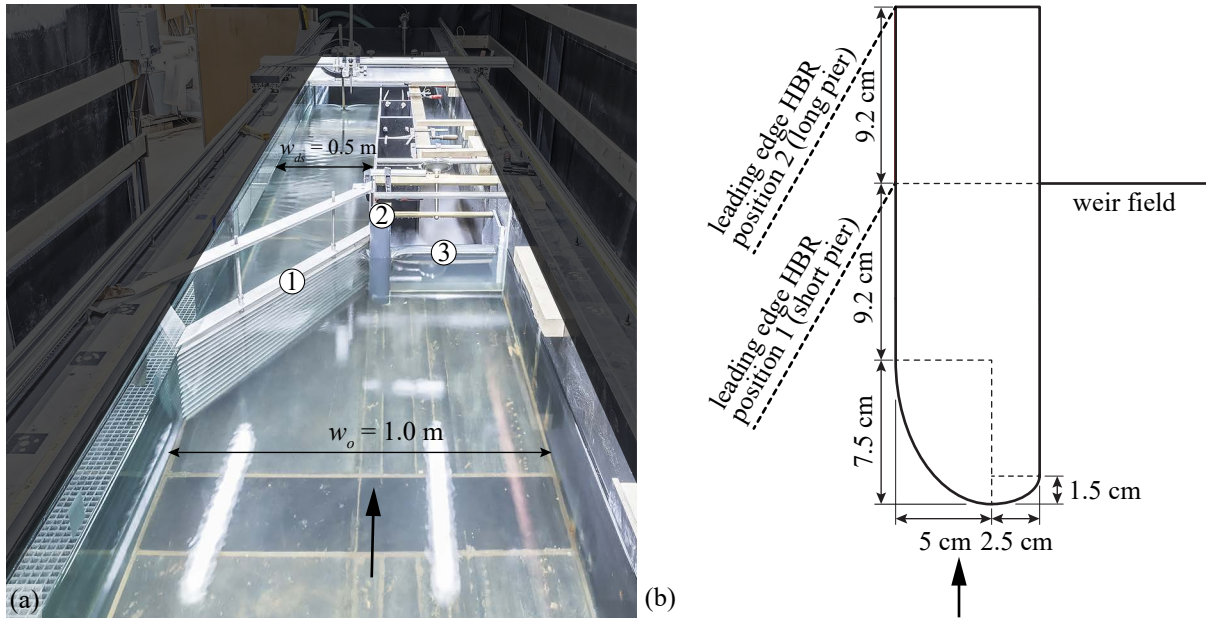 w_ds = 0.5 m
2
3
1
w_o = 1.0 m
(a)
leading edge HBR
position 2 (long pier)
9.2 cm
weir field
leading edge HBR
position 1 (short pier)
9.2 cm
7.5 cm
1.5 cm
5 cm 2.5 cm
(b)